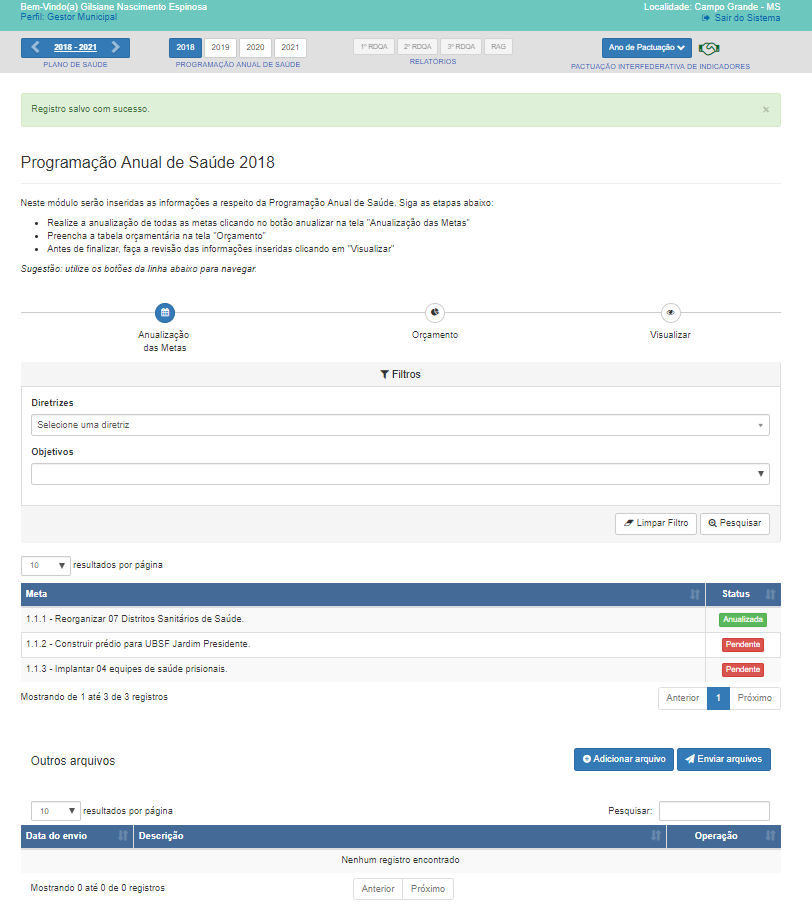 Bem-Vindo(a) Gilsiane Nascimento Espinosa
Perfil: Gestor Municipal
Localidade: Campo Grande - MS
Sair do Sistema
2018 - 2021
PLANO DE SAÚDE
2018 2019 2020 2021
PROGRAMAÇÃO ANUAL DE SAÚDE
1º RDQA 2º RDQA 3º RDQA RAG
RELATÓRIOS
Ano de Pactuação
PACTUAÇÃO INTERFEDERATIVA DE INDICADORES
Registro salvo com sucesso. ×
Programação Anual de Saúde 2018
Neste módulo serão inseridas as informações a respeito da Programação Anual de Saúde. Siga as etapas abaixo:
• Realize a anualização de todas as metas clicando no botão anualizar na tela "Anualização das Metas"
• Preencha a tabela orçamentária na tela "Orçamento"
• Antes de finalizar, faça a revisão das informações inseridas clicando em "Visualizar"
Sugestão: utilize os botões da linha abaixo para navegar.
Anualização
das Metas
Orçamento
Visualizar
Filtros
Diretrizes
Selecione uma diretriz
Objetivos
Limpar Filtro
Pesquisar
10 resultados por página
Meta Status
1.1.1 - Reorganizar 07 Distritos Sanitários de Saúde. Anualizada
1.1.2 - Construir prédio para UBSF Jardim Presidente. Pendente
1.1.3 - Implantar 04 equipes de saúde prisionais. Pendente
Mostrando de 1 até 3 de 3 registros
Anterior 1 Próximo
Outros arquivos
Adicionar arquivo
Enviar arquivos
10 resultados por página
Pesquisar:
Data do envio Descrição Operação
Nenhum registro encontrado
Mostrando 0 até 0 de 0 registros
Anterior Próximo